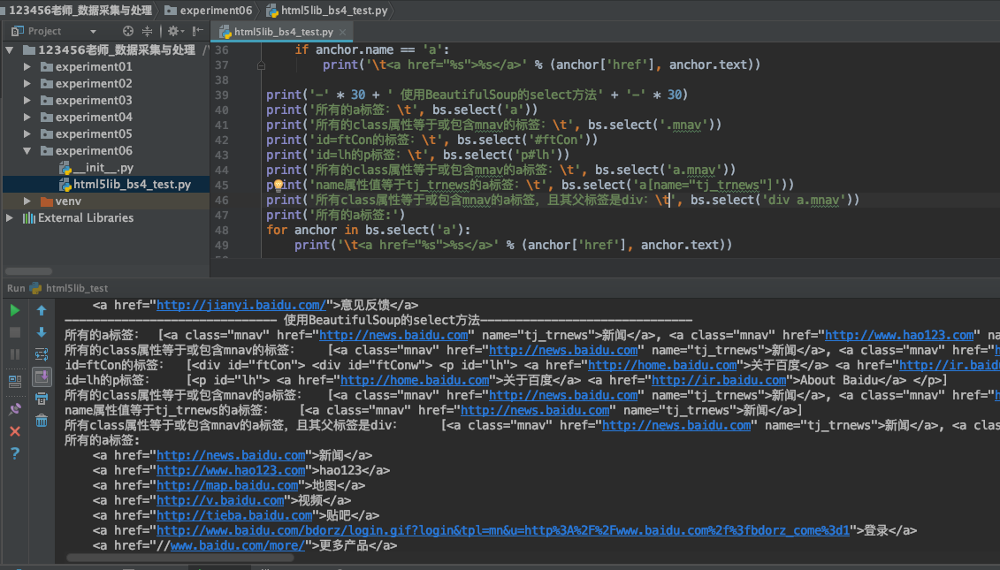 123456老师_数据采集与处理 experiment06 html5lib_bs4_test.py
Project
html5lib_bs4_test.py
123456老师_数据采集与处理
experiment01
experiment02
experiment03
experiment04
experiment05
experiment06
__init__.py
html5lib_bs4_test.py
venv
External Libraries
36 if anchor.name == 'a':
37 print('\t<a href="%s">%s</a>' % (anchor['href'], anchor.text))
38
39 print('-' * 30 + ' 使用BeautifulSoup的select方法' + '-' * 30)
40 print('所有的a标签: \t', bs.select('a'))
41 print('所有的class属性等于或包含mnav的标签: \t', bs.select('.mnav'))
42 print('id=ftCon的标签: \t', bs.select('#ftCon'))
43 print('id=lh的p标签: \t', bs.select('p#lh'))
44 print('所有的class属性等于或包含mnav的a标签: \t', bs.select('a.mnav'))
45 print('name属性值等于tj_trnews的a标签: \t', bs.select('a[name="tj_trnews"]'))
46 print('所有class属性等于或包含mnav的a标签，且其父标签是div: \t', bs.select('div a.mnav'))
47 print('所有的a标签:')
48 for anchor in bs.select('a'):
49 print('\t<a href="%s">%s</a>' % (anchor['href'], anchor.text))
Run html5lib_test
<a href="http://jianyi.baidu.com/">意见反馈</a>
------------------------------ 使用BeautifulSoup的select方法------------------------------
所有的a标签: [<a class="mnav" href="http://news.baidu.com" name="tj_trnews">新闻</a>, <a class="mnav" href="http://www.hao123.com" na
所有的class属性等于或包含mnav的标签: [<a class="mnav" href="http://news.baidu.com" name="tj_trnews">新闻</a>, <a class="mnav" href="h
id=ftCon的标签: [<div id="ftCon"> <div id="ftConw"> <p id="lh"> <a href="http://home.baidu.com">关于百度</a> <a href="http://ir.baidu
id=lh的p标签: [<p id="lh"> <a href="http://home.baidu.com">关于百度</a> <a href="http://ir.baidu.com">About Baidu</a> </p>]
所有的class属性等于或包含mnav的a标签: [<a class="mnav" href="http://news.baidu.com" name="tj_trnews">新闻</a>, <a class="mnav" href="h
name属性值等于tj_trnews的a标签: [<a class="mnav" href="http://news.baidu.com" name="tj_trnews">新闻</a>]
所有class属性等于或包含mnav的a标签，且其父标签是div: [<a class="mnav" href="http://news.baidu.com" name="tj_trnews">新闻</a>, <a class
所有的a标签:
<a href="http://news.baidu.com">新闻</a>
<a href="http://www.hao123.com">hao123</a>
<a href="http://map.baidu.com">地图</a>
<a href="http://v.baidu.com">视频</a>
<a href="http://tieba.baidu.com">贴吧</a>
<a href="http://www.baidu.com/bdorz/login.gif?login&tpl=mn&u=http%3A%2F%2Fwww.baidu.com%2f%3fbdorz_come%3d1">登录</a>
<a href="//www.baidu.com/more/">更多产品</a>